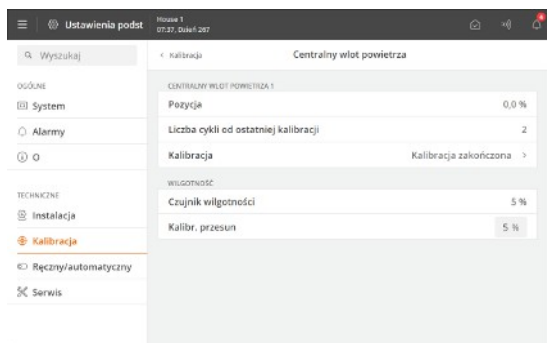 Ustawienia podst
House 1
07:37, Dzień 267
Wyszukaj
Kalibracja
Centralny wlot powietrza
OGÓLNE
System
Alarmy
O
TECHNICZNE
Instalacja
Kalibracja
Ręczny/automatyczny
Serwis
CENTRALNY WLOT POWIETRZA 1
Pozycja 0,0 %
Liczba cykli od ostatniej kalibracji 2
Kalibracja Kalibracja zakończona
WILGOTNOŚĆ
Czujnik wilgotności 5 %
Kalibr. przesun 5 %